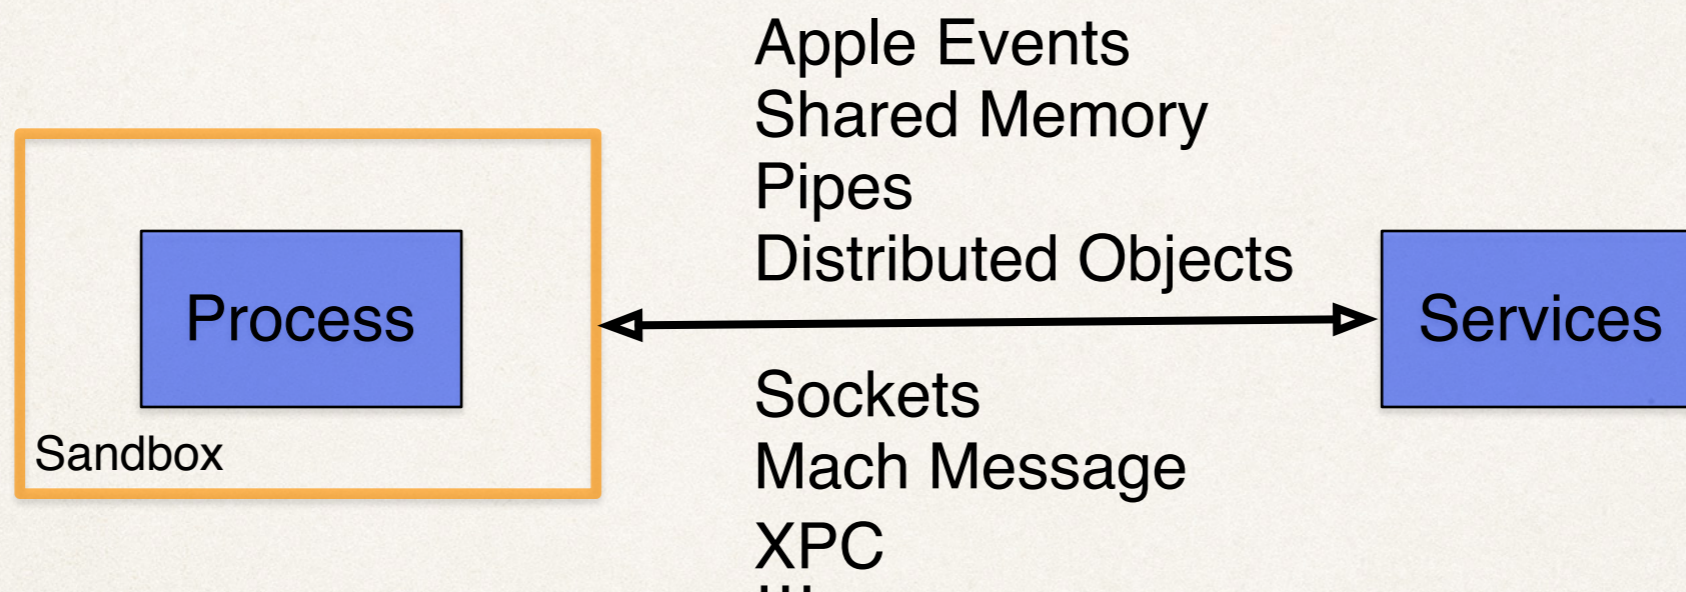 Apple Events
Shared Memory
Pipes
Distributed Objects
Process
Services
Sandbox
Sockets
Mach Message
XPC